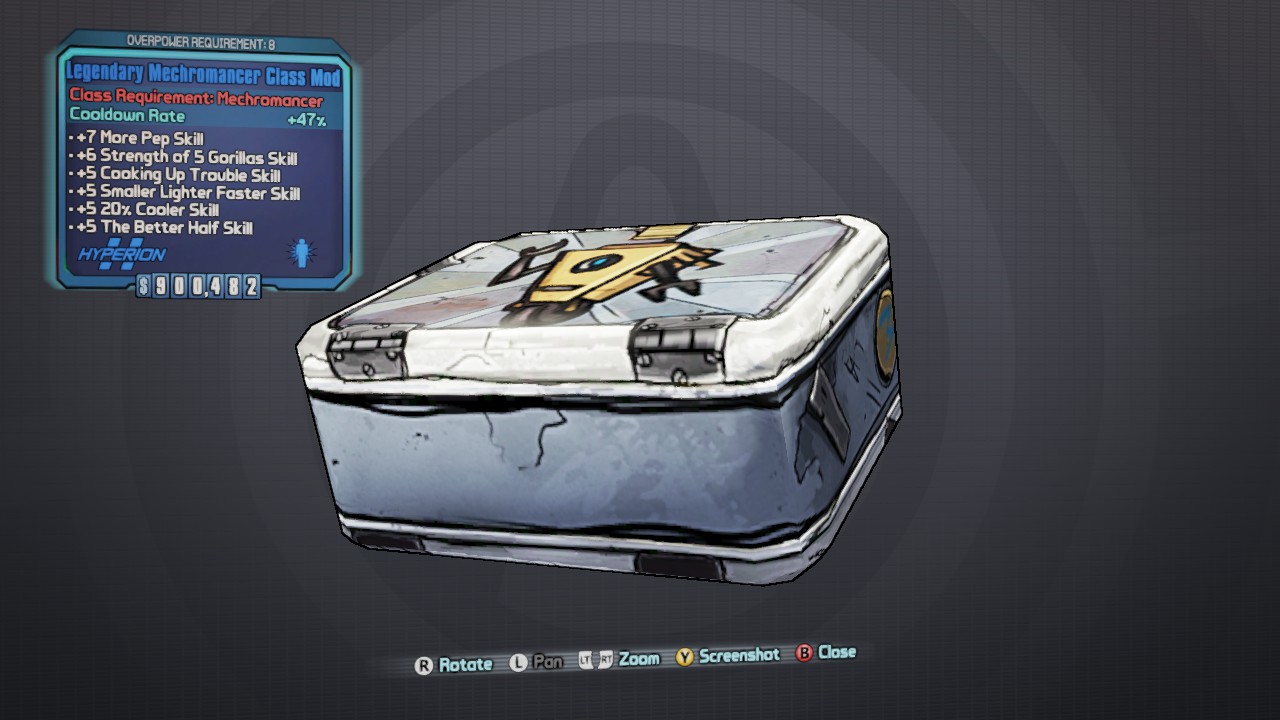 OVERPOWER REQUIREMENT: 8
Legendary Mechromancer Class Mod
Class Requirement: Mechromancer
Cooldown Rate +47%
- +7 More Pep Skill
- +6 Strength of 5 Gorillas Skill
- +5 Cooking Up Trouble Skill
- +5 Smaller Lighter Faster Skill
- +5 20% Cooler Skill
- +5 The Better Half Skill
HYPERION
$900,482
R Rotate L Pan LT RT Zoom Y Screenshot B Close